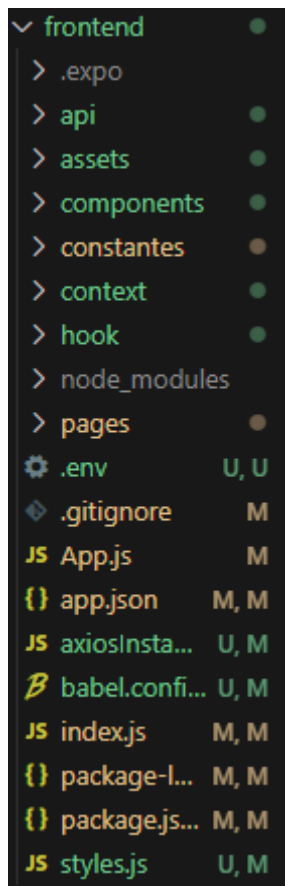 frontend
.expo
api
assets
components
constantes
context
hook
node_modules
pages
.env U, U
.gitignore M
JS App.js M
{} app.json M, M
JS axiosInsta... U, M
B babel.confi... U, M
JS index.js M, M
{} package-l... M, M
{} package.js... M, M
JS styles.js U, M